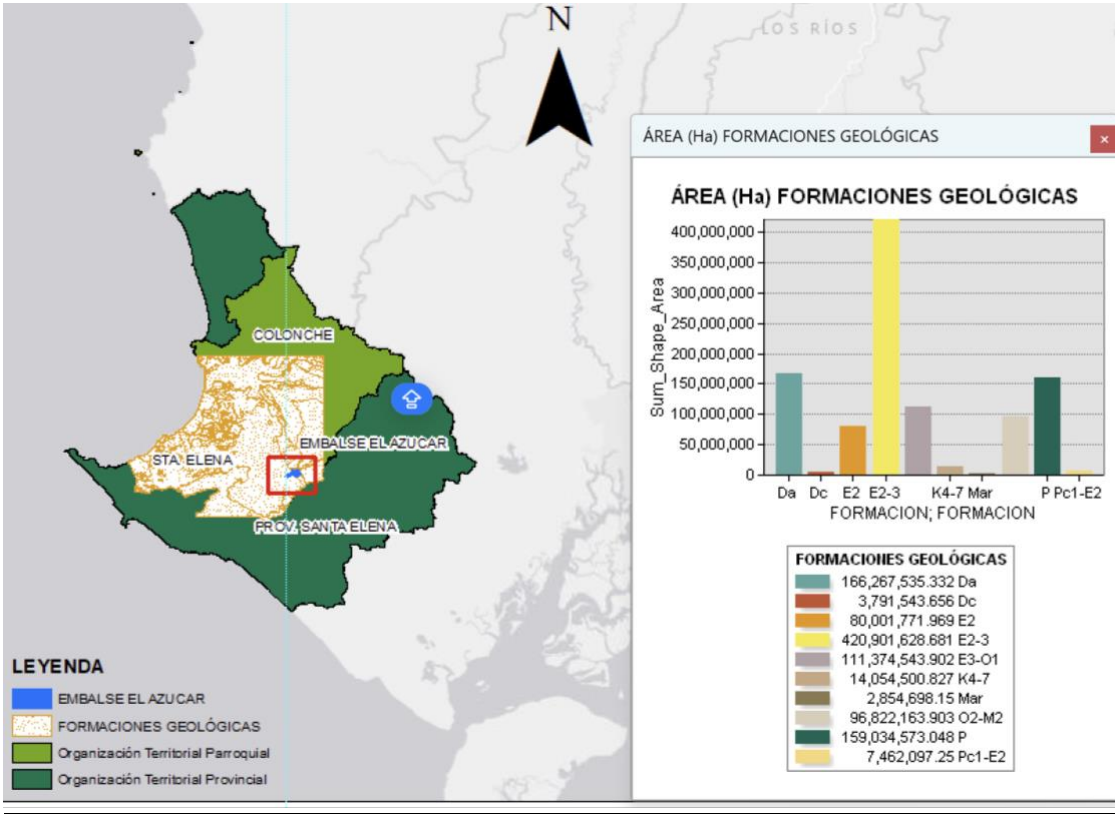 N
LOS RÍOS
COLONCHE
EMBALSE EL AZUCAR
STA. ELENA
PROV. SANTA ELENA
LEYENDA
EMBALSE EL AZUCAR
FORMACIONES GEOLÓGICAS
Organización Territorial Parroquial
Organización Territorial Provincial
ÁREA (Ha) FORMACIONES GEOLÓGICAS
×
ÁREA (Ha) FORMACIONES GEOLÓGICAS
Sum_Shape_Area
400,000,000
350,000,000
300,000,000
250,000,000
200,000,000
150,000,000
100,000,000
50,000,000
0
Da Dc E2 E2-3 K4-7 Mar P Pc1-E2
FORMACION; FORMACION
FORMACIONES GEOLÓGICAS
166,267,535.332 Da
3,791,543.656 Dc
80,001,771.969 E2
420,901,628.681 E2-3
111,374,543.902 E3-O1
14,054,500.827 K4-7
2,854,698.15 Mar
96,822,163.903 O2-M2
159,034,573.048 P
7,462,097.25 Pc1-E2